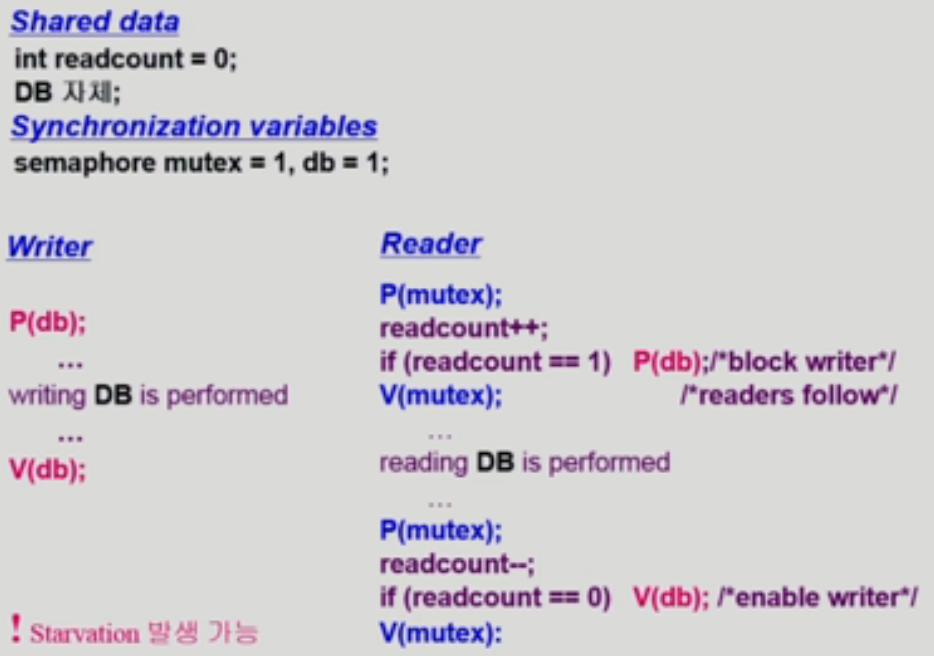 Shared data
int readcount = 0;
DB 자체;
Synchronization variables
semaphore mutex = 1, db = 1;
Writer
P(db);
...
writing DB is performed
...
V(db);
! Starvation 발생 가능
Reader
P(mutex);
readcount++;
if (readcount == 1) P(db);/*block writer*/
V(mutex); /*readers follow*/
...
reading DB is performed
...
P(mutex);
readcount--;
if (readcount == 0) V(db); /*enable writer*/
V(mutex):